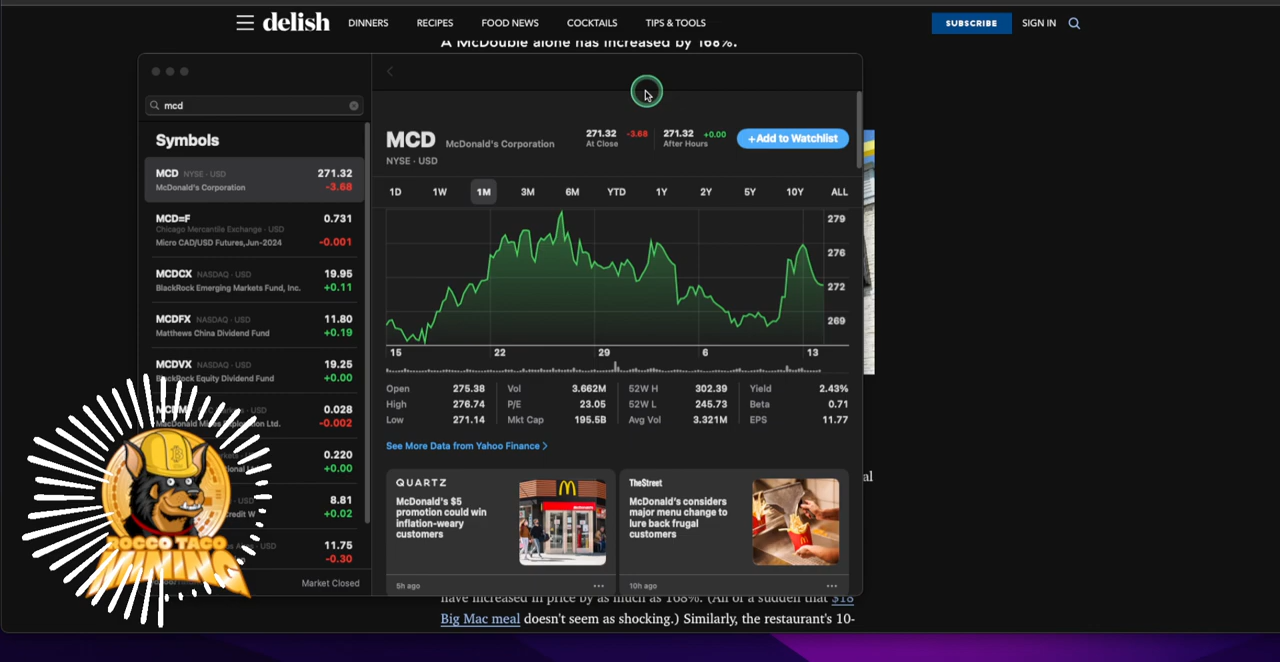 delish
DINNERS
RECIPES
FOOD NEWS
COCKTAILS
TIPS & TOOLS
SUBSCRIBE
SIGN IN
A McDouble alone has increased by 168%.
mcd
Symbols
MCD NYSE · USD 271.32
McDonald's Corporation -3.68
MCD=F 0.731
Chicago Mercantile Exchange · USD
Micro CAD/USD Futures,Jun-2024 -0.001
MCDCX NASDAQ · USD 19.95
BlackRock Emerging Markets Fund, Inc. +0.11
MCDFX NASDAQ · USD 11.80
Matthews China Dividend Fund +0.19
MCDVX NASDAQ · USD 19.25
BlackRock Equity Dividend Fund +0.00
0.028
-0.002
0.220
+0.00
USD 8.81
+0.02
USD 11.75
-0.30
Market Closed
ROCCO TACO
MINING
MCD McDonald's Corporation
NYSE · USD
271.32 -3.68
At Close
271.32 +0.00
After Hours
+Add to Watchlist
1D 1W 1M 3M 6M YTD 1Y 2Y 5Y 10Y ALL
279
276
272
269
15 22 29 6 13
Open 275.38 Vol 3.662M 52W H 302.39 Yield 2.43%
High 276.74 P/E 23.05 52W L 245.73 Beta 0.71
Low 271.14 Mkt Cap 195.5B Avg Vol 3.321M EPS 11.77
See More Data from Yahoo Finance >
QUARTZ
McDonald's $5
promotion could win
inflation-weary
customers
5h ago
TheStreet
McDonald's considers
major menu change to
lure back frugal
customers
10h ago
al
have increased in price by as much as 168%. (All of a sudden that $18
Big Mac meal doesn't seem as shocking.) Similarly, the restaurant's 10-